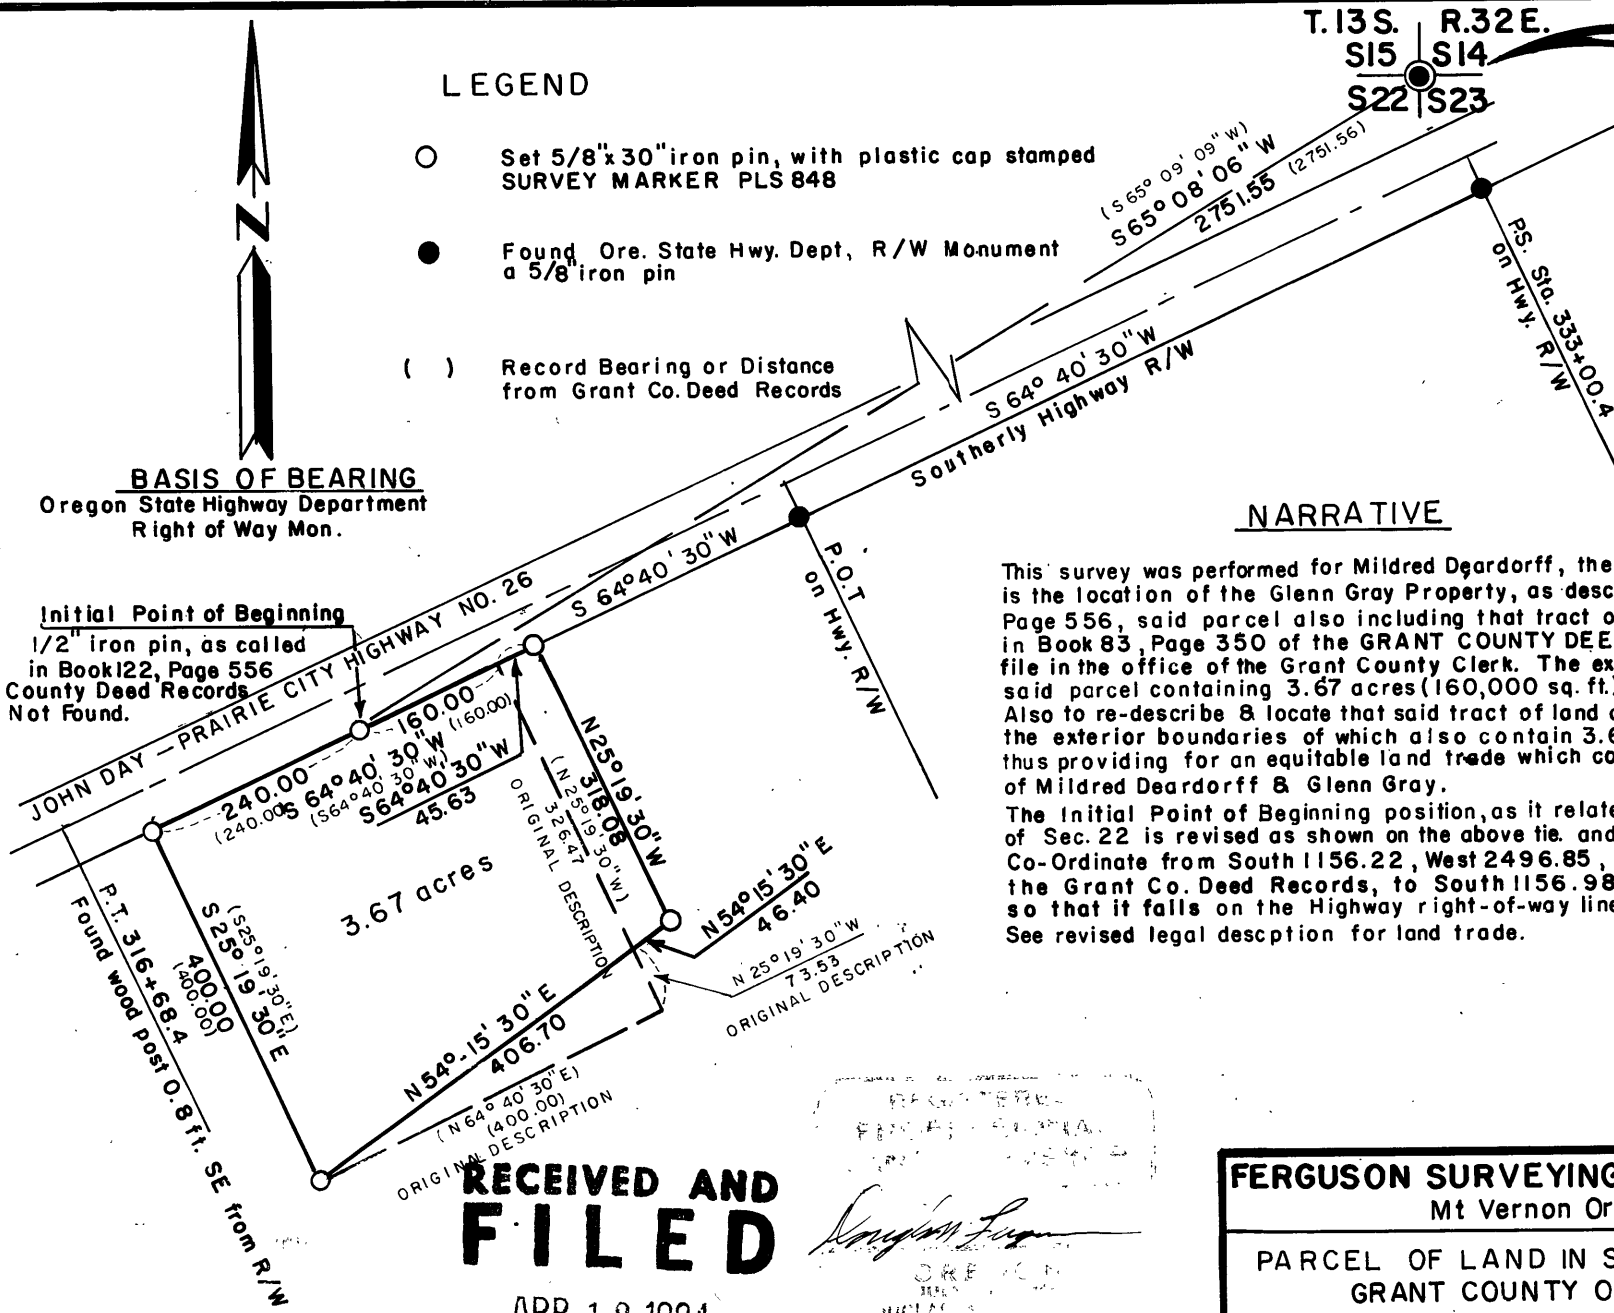 T.13S. R.32E.
S15 S14
S22 S23
LEGEND
Set 5/8"x 30" iron pin, with plastic cap stamped
SURVEY MARKER PLS 848
Found Ore. State Hwy. Dept, R/W Monument
a 5/8" iron pin
( ) Record Bearing or Distance
from Grant Co. Deed Records
N
BASIS OF BEARING
Oregon State Highway Department
Right of Way Mon.
(S65° 09' 09" W)
S65° 08' 06" W
2751.55 (2751.56)
P.S. Sta. 333+00.4
on Hwy. R/W
S 64° 40' 30" W
Southerly Highway R/W
S 64° 40' 30" W
P.O.T
on Hwy. R/W
Initial Point of Beginning
1/2" iron pin, as called
in Book 122, Page 556
County Deed Records
Not Found.
JOHN DAY – PRAIRIE CITY HIGHWAY NO. 26
160.00
(160.00)
240.00
(240.00)
S 64° 40' 30" W
(S64° 40' 30" W)
S64° 40' 30" W
45.63
N25° 19' 30" W
318.08
(N25° 19' 30" W)
326.47
ORIGINAL DESCRIPTION
3.67 acres
N54° 15' 30" E
46.40
N 25° 19' 30" W
73.53
ORIGINAL DESCRIPTION
P.T. 316+68.4
Found wood post 0.8 ft. SE from R/W
(S25° 19' 30" E)
S 25° 19' 30" E
400.00
(400.00)
N 54°-15' 30" E
406.70
(N 64° 40' 30" E)
(400.00)
ORIGINAL DESCRIPTION
NARRATIVE
This survey was performed for Mildred Deardorff, the
is the location of the Glenn Gray Property, as desc
Page 556, said parcel also including that tract o
in Book 83, Page 350 of the GRANT COUNTY DEE
file in the office of the Grant County Clerk. The ex
said parcel containing 3.67 acres (160,000 sq. ft.)
Also to re-describe & locate that said tract of land
the exterior boundaries of which also contain 3.6
thus providing for an equitable land trade which co
of Mildred Deardorff & Glenn Gray.
The Initial Point of Beginning position, as it relate
of Sec. 22 is revised as shown on the above tie. and
Co-Ordinate from South 1156.22, West 2496.85,
the Grant Co. Deed Records, to South 1156.98
so that it falls on the Highway right-of-way line
See revised legal descption for land trade.
RECEIVED AND
FILED
OREGON
FERGUSON SURVEYING
Mt Vernon Or
PARCEL OF LAND IN S
GRANT COUNTY O